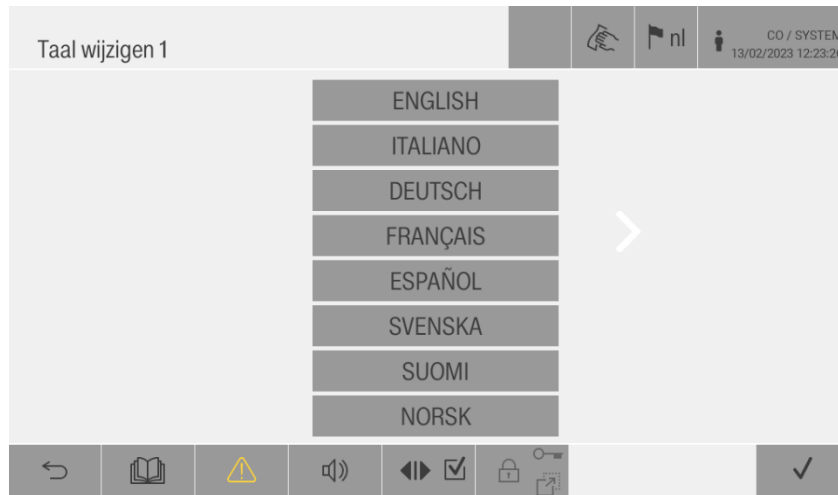 Taal wijzigen 1
nl
CO / SYSTEM
13/02/2023 12:23:26
ENGLISH
ITALIANO
DEUTSCH
FRANÇAIS
ESPAÑOL
SVENSKA
SUOMI
NORSK